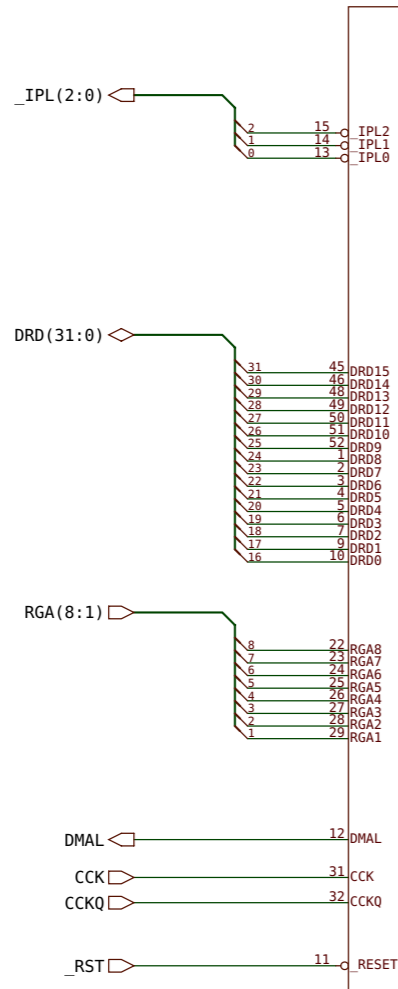 _IPL(2:0)
2 15 _IPL2
1 14 _IPL1
0 13 _IPL0
DRD(31:0)
31 45 DRD15
30 46 DRD14
29 48 DRD13
28 49 DRD12
27 50 DRD11
26 51 DRD10
25 52 DRD9
24 1 DRD8
23 2 DRD7
22 3 DRD6
21 4 DRD5
20 5 DRD4
19 6 DRD3
18 7 DRD2
17 9 DRD1
16 10 DRD0
RGA(8:1)
8 22 RGA8
7 23 RGA7
6 24 RGA6
5 25 RGA5
4 26 RGA4
3 27 RGA3
2 28 RGA2
1 29 RGA1
DMAL 12 DMAL
CCK 31 CCK
CCKQ 32 CCKQ
_RST 11 _RESET